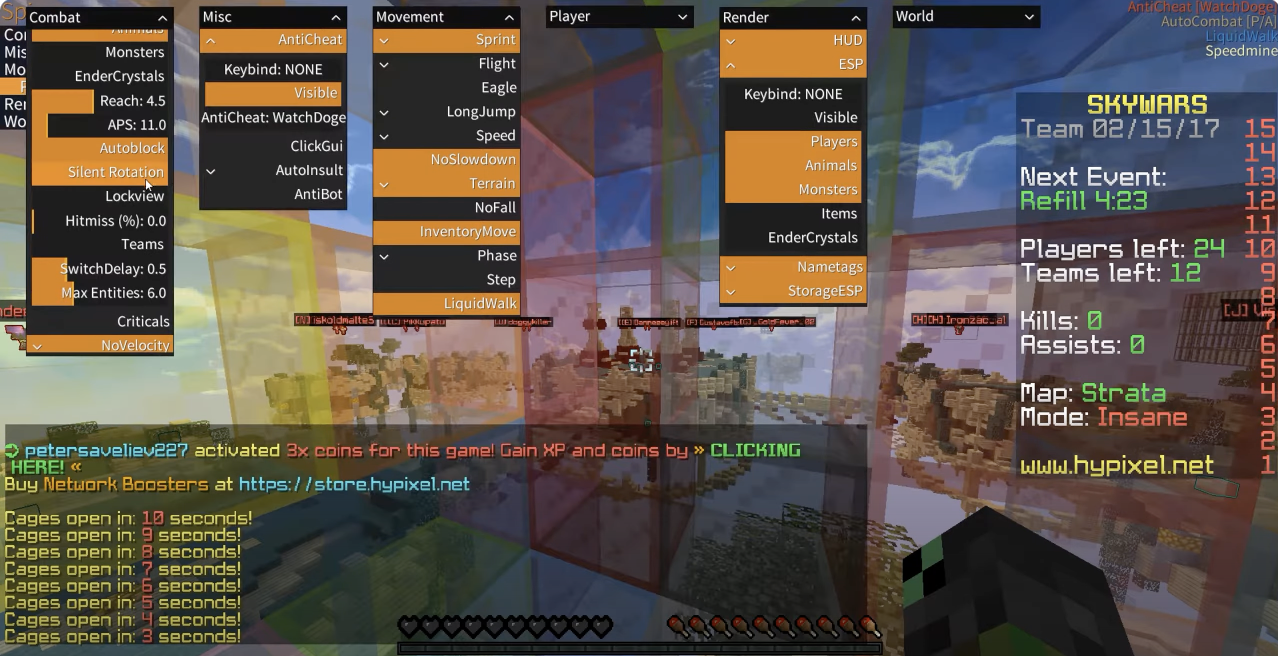 Combat
Animals
Monsters
EnderCrystals
Reach: 4.5
APS: 11.0
Autoblock
Silent Rotation
Lockview
Hitmiss (%): 0.0
Teams
SwitchDelay: 0.5
Max Entities: 6.0
Criticals
NoVelocity
Misc
AntiCheat
Keybind: NONE
Visible
AntiCheat: WatchDoge
ClickGui
AutoInsult
AntiBot
Movement
Sprint
Flight
Eagle
LongJump
Speed
NoSlowdown
Terrain
NoFall
InventoryMove
Phase
Step
LiquidWalk
Player
Render
HUD
ESP
Keybind: NONE
Visible
Players
Animals
Monsters
Items
EnderCrystals
Nametags
StorageESP
World
AntiCheat [WatchDoge]
AutoCombat [P/A]
LiquidWalk
Speedmine
SKYWARS
Team 02/15/17 15
14
Next Event: 13
Refill 4:23 12
11
Players left: 24 10
Teams left: 12 9
8
Kills: 0 7
Assists: 0 6
5
Map: Strata 4
Mode: Insane 3
2
www.hypixel.net 1
petersaveliev227 activated 3x coins for this game! Gain XP and coins by » CLICKING
HERE! «
Buy Network Boosters at https://store.hypixel.net
Cages open in: 10 seconds!
Cages open in: 9 seconds!
Cages open in: 8 seconds!
Cages open in: 7 seconds!
Cages open in: 6 seconds!
Cages open in: 5 seconds!
Cages open in: 4 seconds!
Cages open in: 3 seconds!